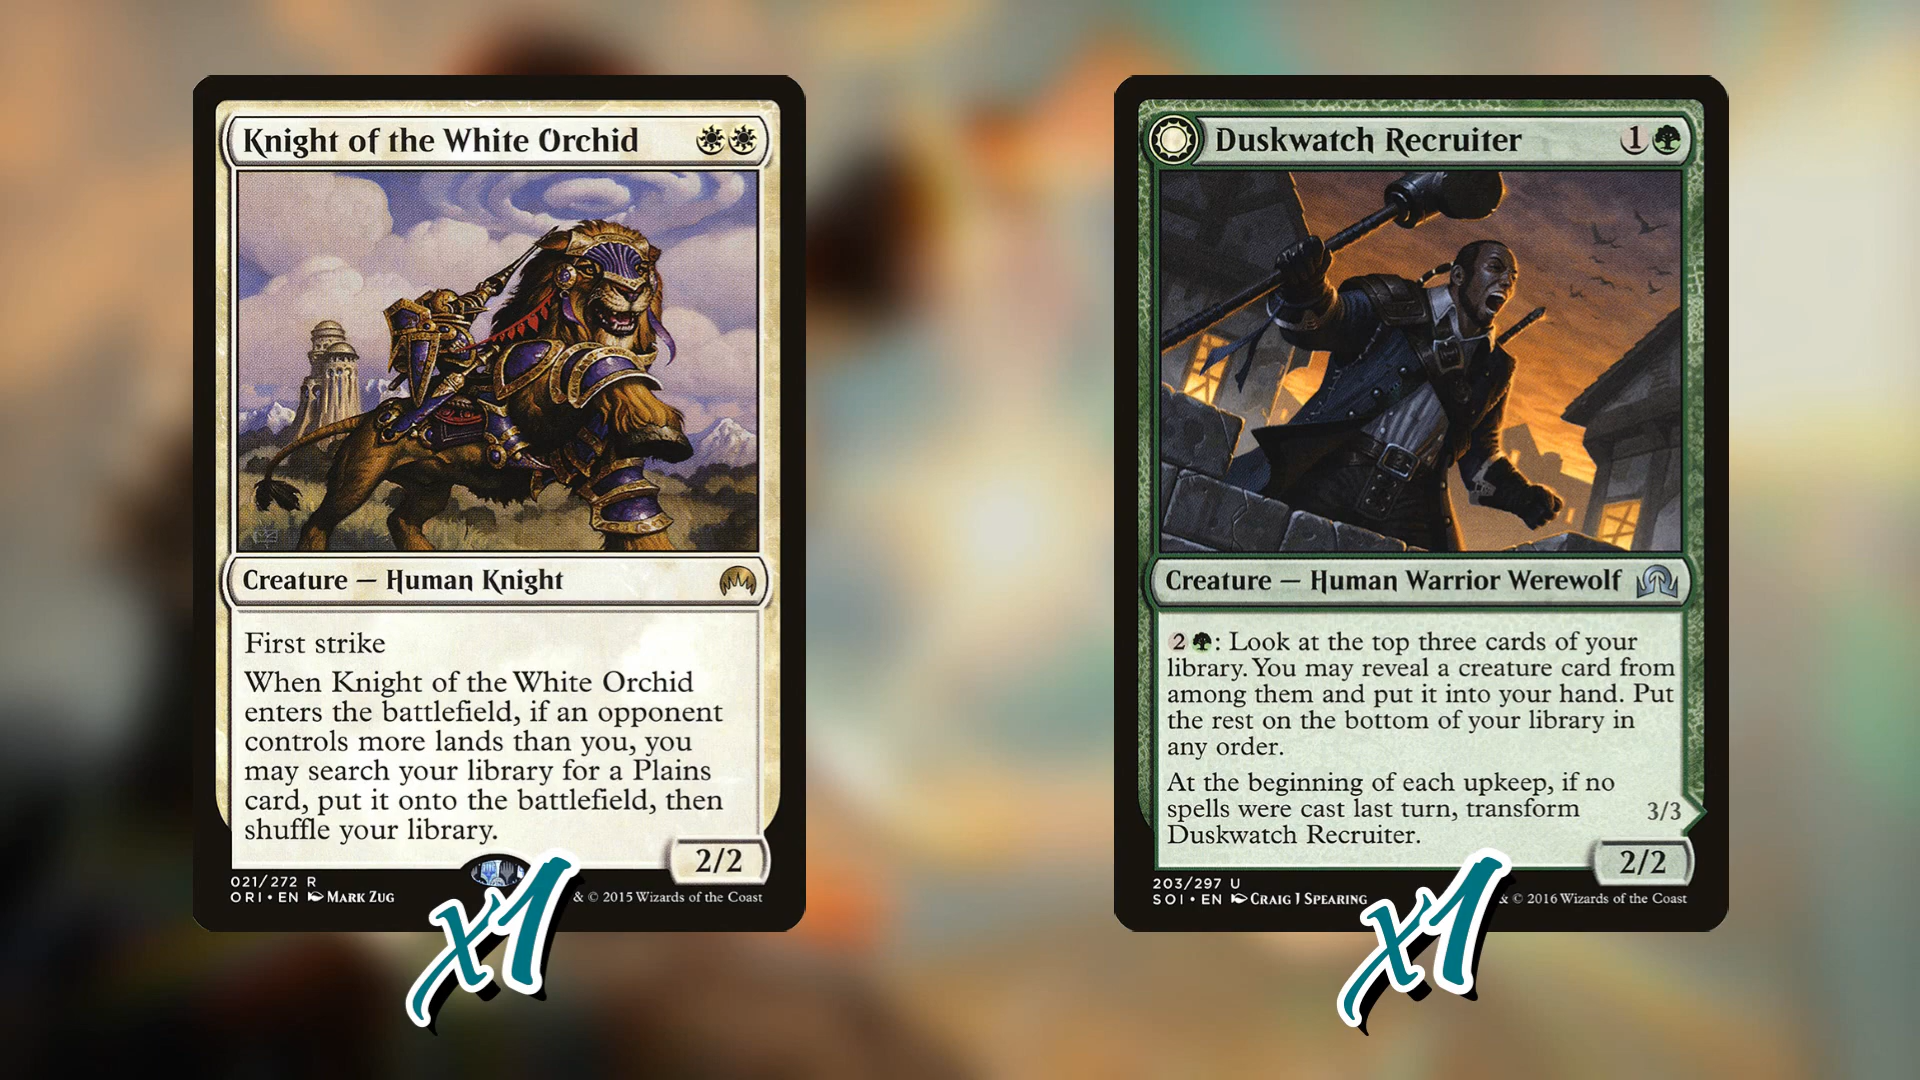 Knight of the White Orchid
Creature — Human Knight
First strike
When Knight of the White Orchid
enters the battlefield, if an opponent
controls more lands than you, you
may search your library for a Plains
card, put it onto the battlefield, then
shuffle your library.
2/2
021/272 R
ORI • EN MARK ZUG
& © 2015 Wizards of the Coast
x1
Duskwatch Recruiter 1
Creature — Human Warrior Werewolf
2: Look at the top three cards of your
library. You may reveal a creature card from
among them and put it into your hand. Put
the rest on the bottom of your library in
any order.
At the beginning of each upkeep, if no
spells were cast last turn, transform
Duskwatch Recruiter.
3/3
2/2
203/297 U
SOI • EN CRAIG J SPEARING
& © 2016 Wizards of the Coast
x1